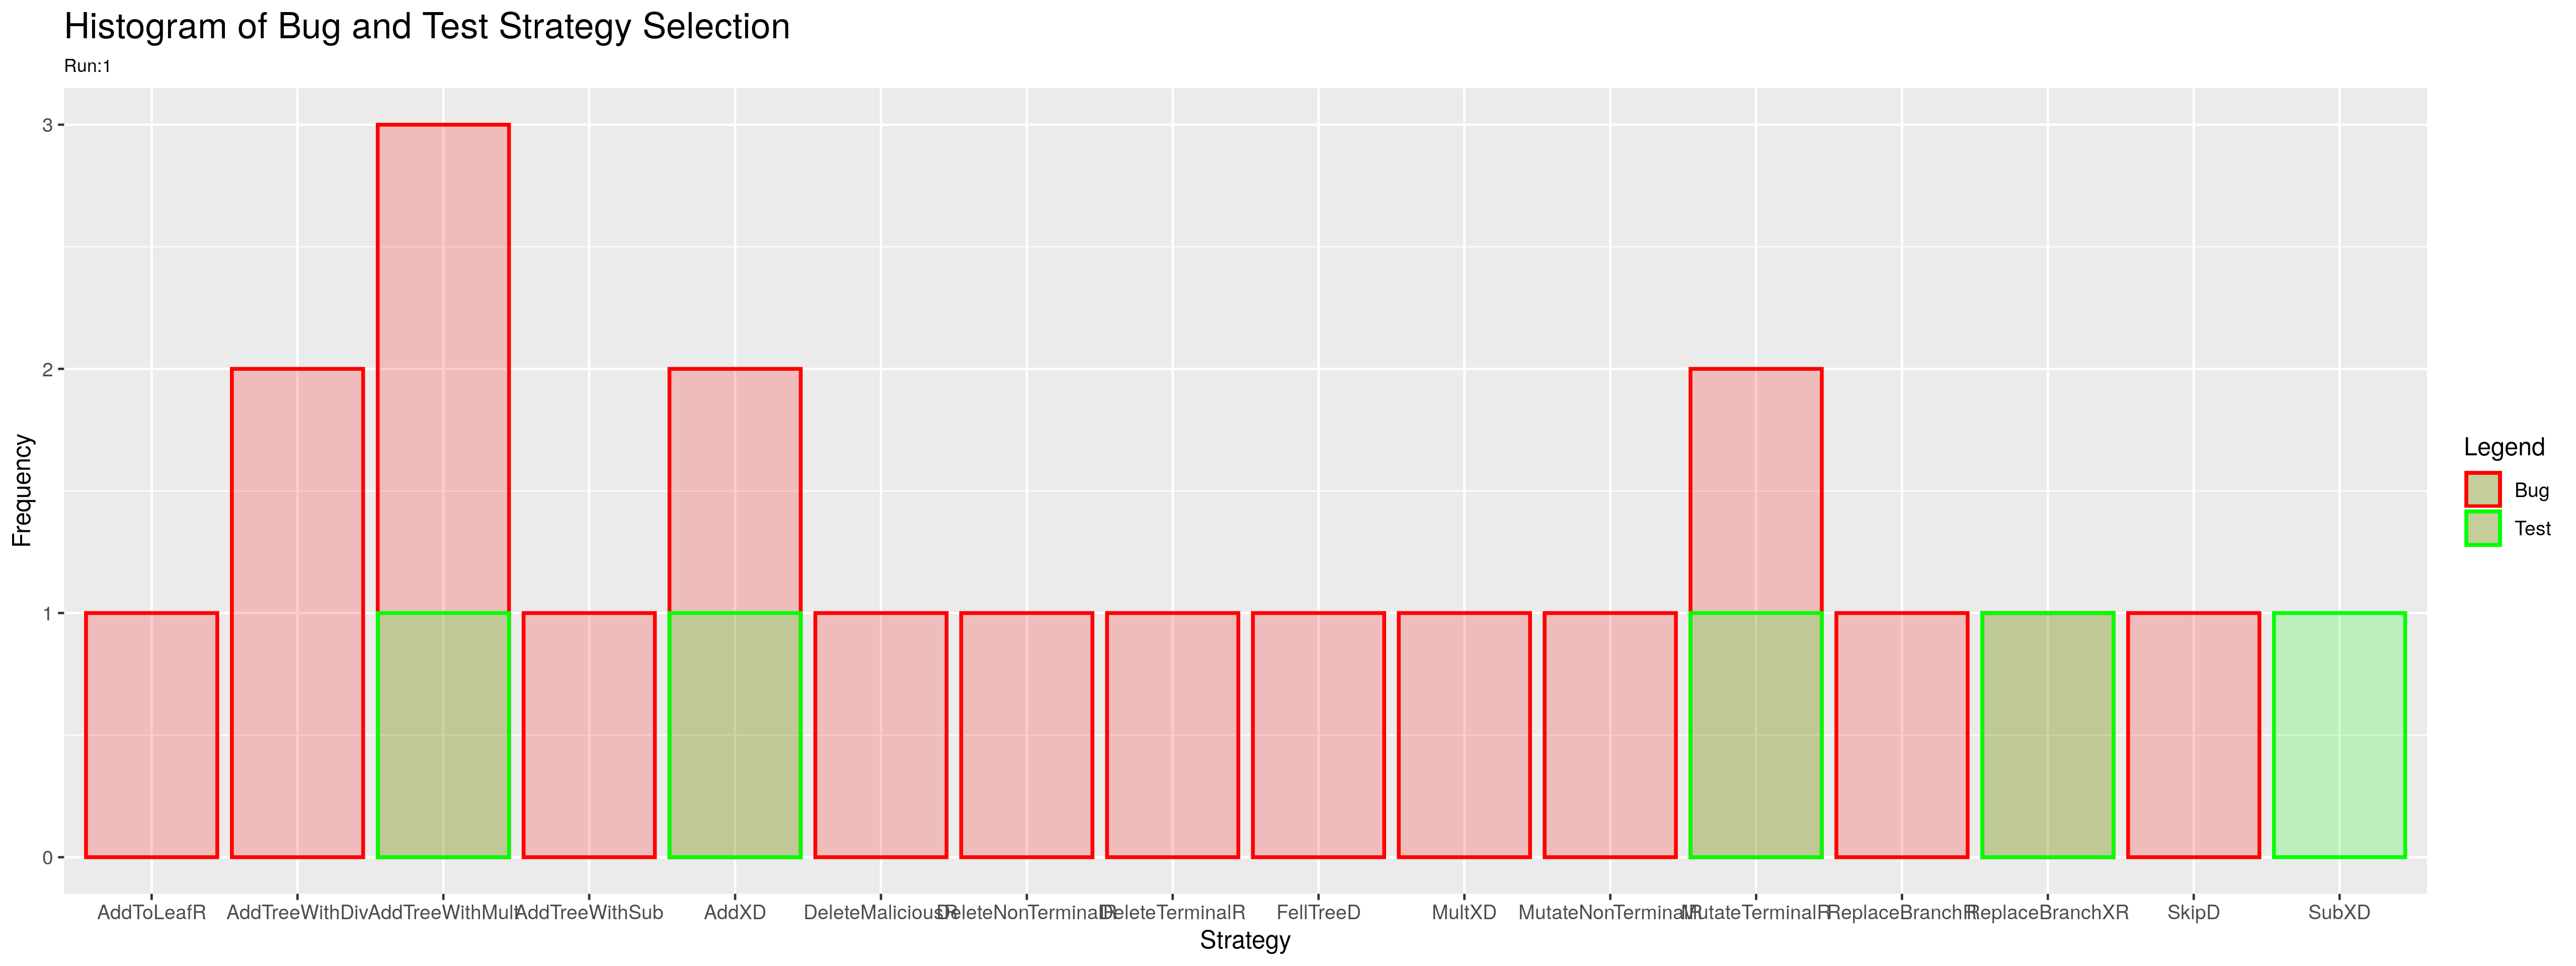 Histogram of Bug and Test Strategy Selection
Run:1
3
2
1
0
Frequency
AddToLeafR AddTreeWithDiv AddTreeWithMult AddTreeWithSub AddXD DeleteMaliciousR DeleteNonTerminalR DeleteTerminalR FellTreeD MultXD MutateNonTerminalR MutateTerminalR ReplaceBranchR ReplaceBranchXR SkipD SubXD
Strategy
Legend
Bug
Test